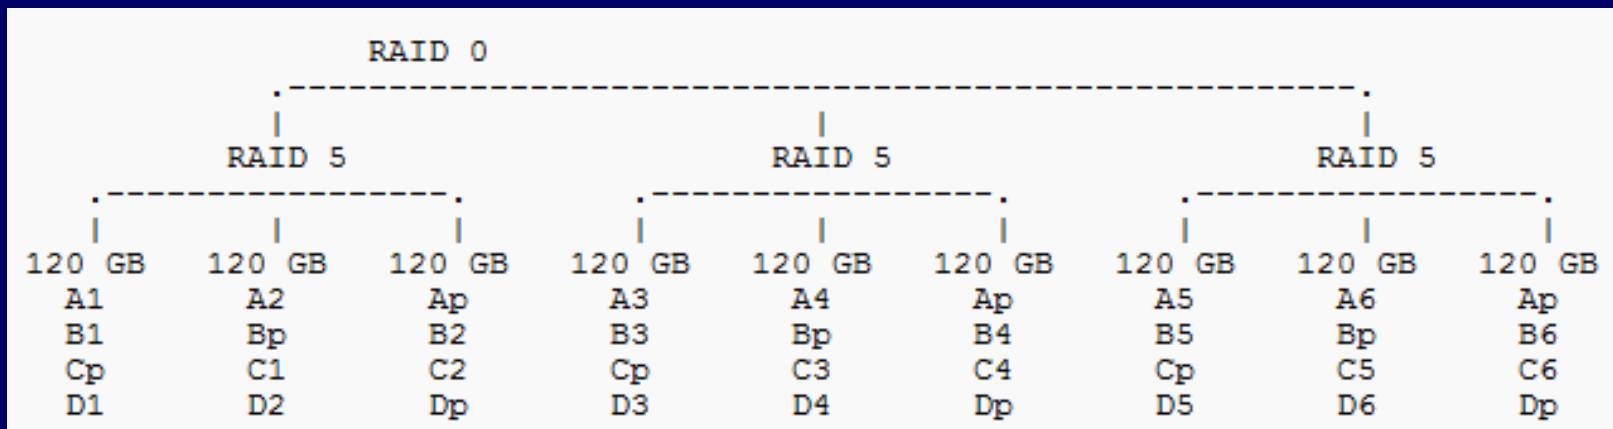 RAID 0
.-----------------------------------------------------.
| | |
RAID 5 RAID 5 RAID 5
.-----------------. .-----------------. .-----------------.
| | | | | | | | |
120 GB 120 GB 120 GB 120 GB 120 GB 120 GB 120 GB 120 GB 120 GB
A1 A2 Ap A3 A4 Ap A5 A6 Ap
B1 Bp B2 B3 Bp B4 B5 Bp B6
Cp C1 C2 Cp C3 C4 Cp C5 C6
D1 D2 Dp D3 D4 Dp D5 D6 Dp